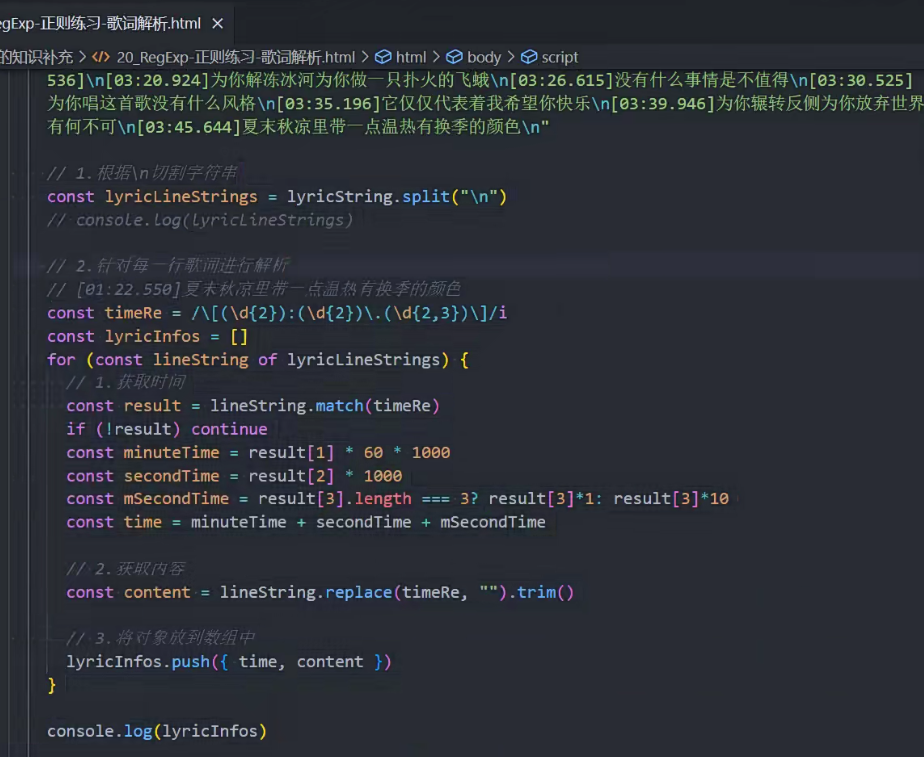 egExp-正则练习-歌词解析.html ×
的知识补充 > 20_RegExp-正则练习-歌词解析.html > html > body > script
536]\n[03:20.924]为你解冻冰河为你做一只扑火的飞蛾\n[03:26.615]没有什么事情是不值得\n[03:30.525]
为你唱这首歌没有什么风格\n[03:35.196]它仅仅代表着我希望你快乐\n[03:39.946]为你辗转反侧为你放弃世界
有何不可\n[03:45.644]夏末秋凉里带一点温热有换季的颜色\n"
// 1.根据\n切割字符串
const lyricLineStrings = lyricString.split("\n")
// console.log(lyricLineStrings)
// 2.针对每一行歌词进行解析
// [01:22.550]夏末秋凉里带一点温热有换季的颜色
const timeRe = /\[(\d{2}):(\d{2})\.(\d{2,3})\]/i
const lyricInfos = []
for (const lineString of lyricLineStrings) {
// 1.获取时间
const result = lineString.match(timeRe)
if (!result) continue
const minuteTime = result[1] * 60 * 1000
const secondTime = result[2] * 1000
const mSecondTime = result[3].length === 3? result[3]*1: result[3]*10
const time = minuteTime + secondTime + mSecondTime
// 2.获取内容
const content = lineString.replace(timeRe, "").trim()
// 3.将对象放到数组中
lyricInfos.push({ time, content })
}
console.log(lyricInfos)